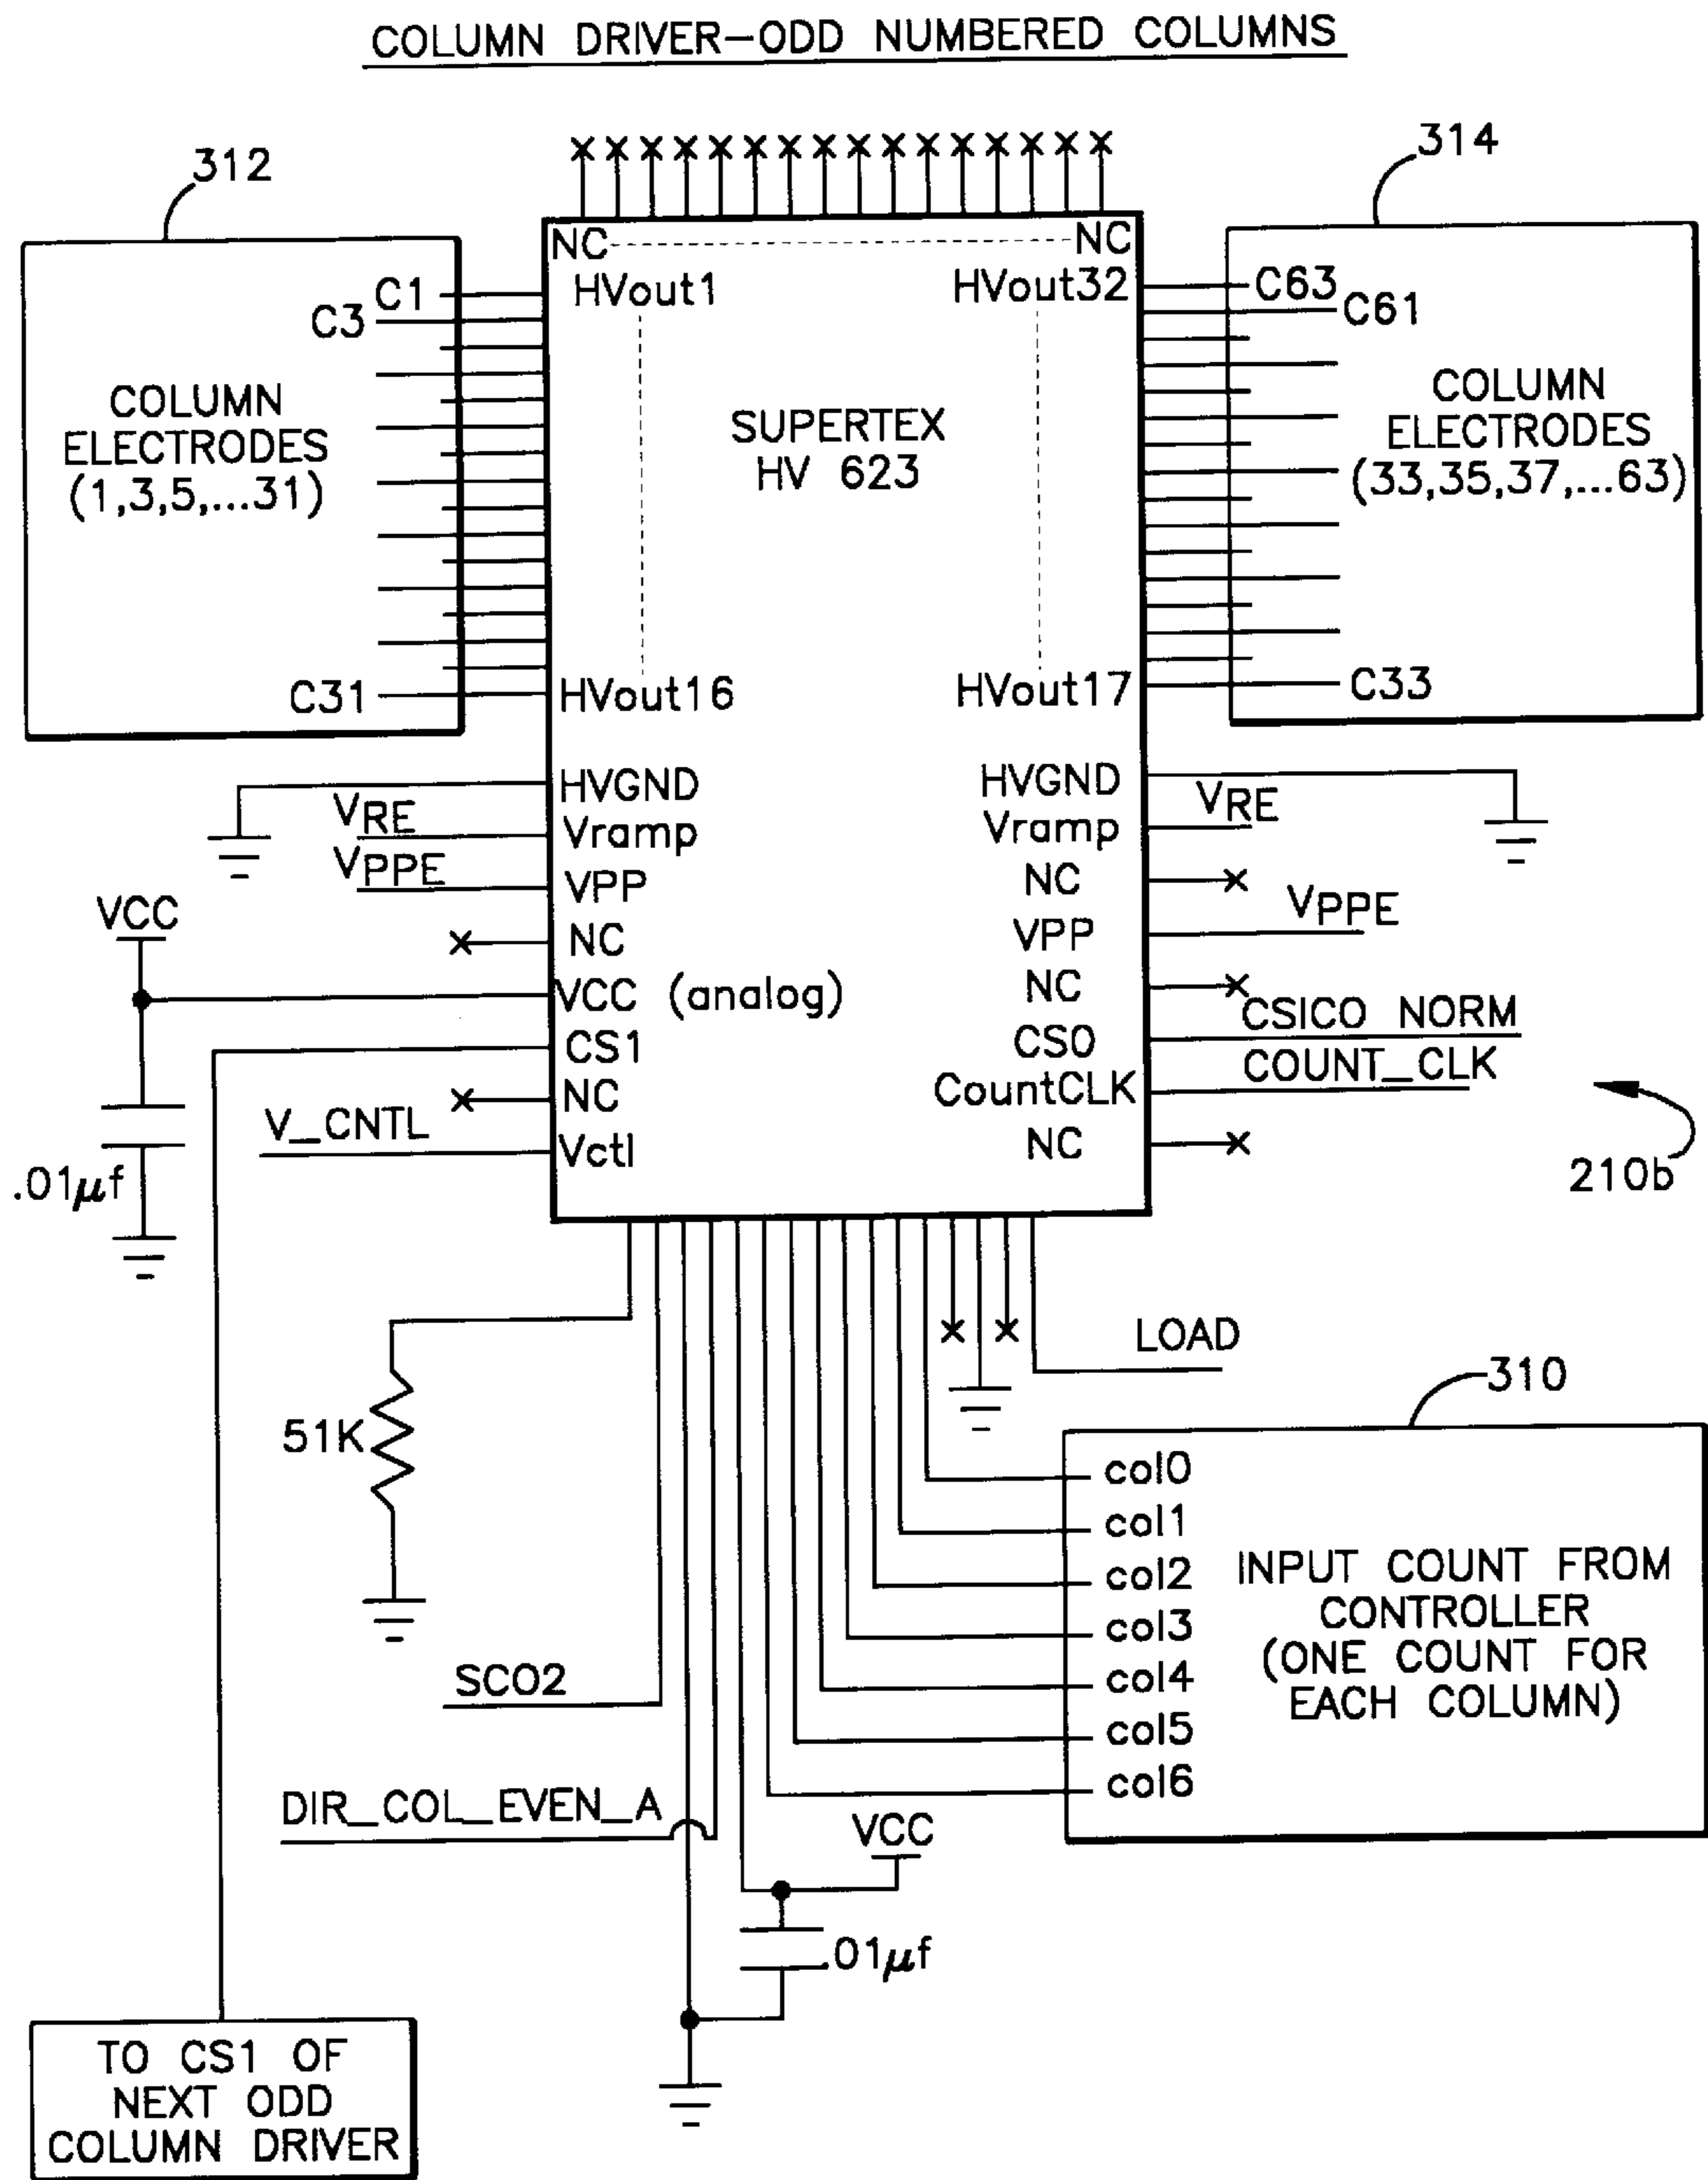 COLUMN DRIVER-ODD NUMBERED COLUMNS
312
314
NC
NC
HVout1
HVout32
C1
C3
C63
C61
COLUMN
ELECTRODES
(1,3,5,...31)
SUPERTEX
HV 623
COLUMN
ELECTRODES
(33,35,37,...63)
C31
HVout16
HVout17
C33
HVGND
HVGND
VRE
Vramp
Vramp
VRE
VPPE
VPP
NC
VCC
NC
VPP
VPPE
VCC (analog)
NC
CS1
CS0
CSICO NORM
NC
CountCLK
COUNT_CLK
V_CNTL
Vctl
NC
210b
.01µf
LOAD
51K
310
col0
col1
col2
col3
col4
col5
col6
INPUT COUNT FROM
CONTROLLER
(ONE COUNT FOR
EACH COLUMN)
SCO2
DIR_COL_EVEN_A
VCC
.01µf
TO CS1 OF
NEXT ODD
COLUMN DRIVER